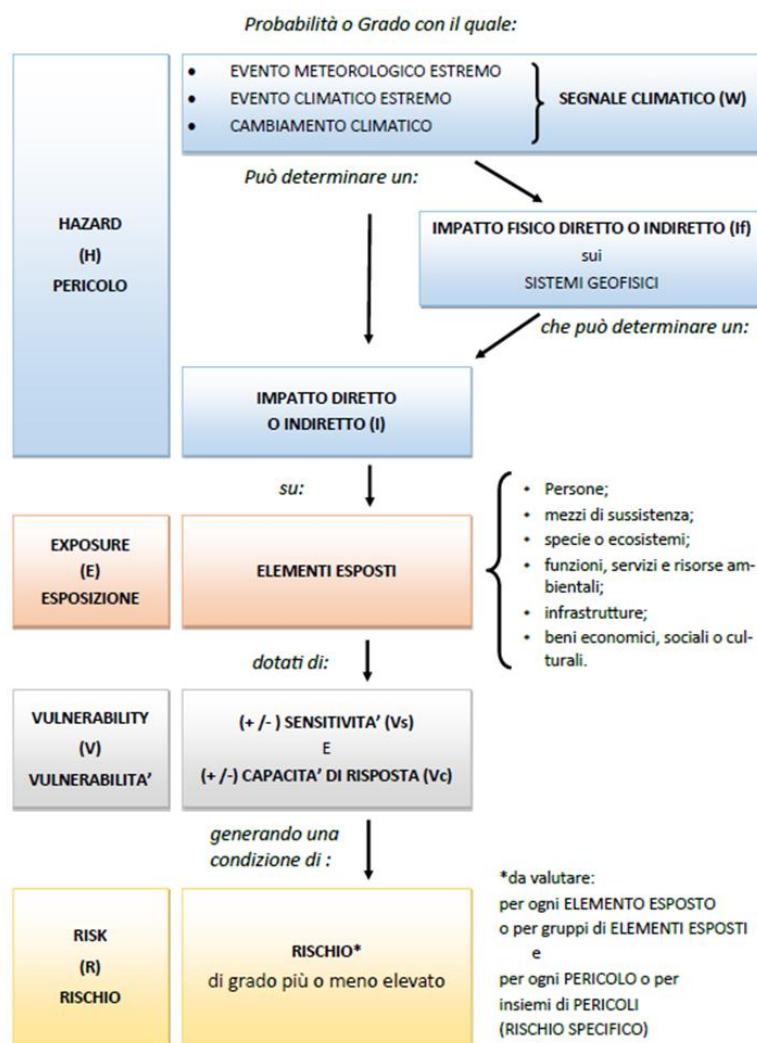 Probabilità o Grado con il quale:
• EVENTO METEOROLOGICO ESTREMO
• EVENTO CLIMATICO ESTREMO
• CAMBIAMENTO CLIMATICO
SEGNALE CLIMATICO (W)
Può determinare un:
HAZARD
(H)
PERICOLO
IMPATTO FISICO DIRETTO O INDIRETTO (If)
sui
SISTEMI GEOFISICI
che può determinare un:
IMPATTO DIRETTO
O INDIRETTO (I)
su:
EXPOSURE
(E)
ESPOSIZIONE
ELEMENTI ESPOSTI
• Persone;
• mezzi di sussistenza;
• specie o ecosistemi;
• funzioni, servizi e risorse am-
bientali;
• infrastrutture;
• beni economici, sociali o cul-
turali.
dotati di:
VULNERABILITY
(V)
VULNERABILITA’
(+ /- ) SENSITIVITA’ (Vs)
E
(+ /-) CAPACITA’ DI RISPOSTA (Vc)
generando una
condizione di :
RISK
(R)
RISCHIO
RISCHIO*
di grado più o meno elevato
*da valutare:
per ogni ELEMENTO ESPOSTO
o per gruppi di ELEMENTI ESPOSTI
e
per ogni PERICOLO o per
insiemi di PERICOLI
(RISCHIO SPECIFICO)